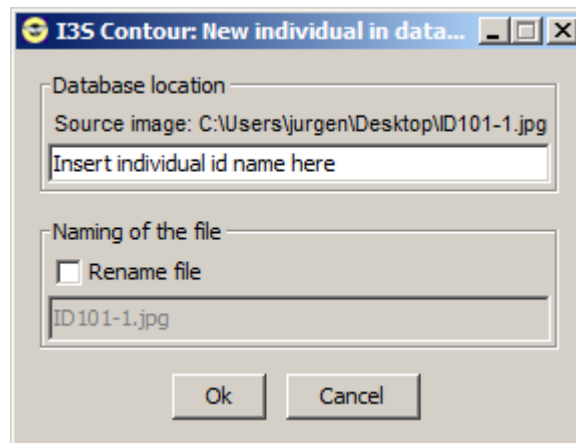 I3S Contour: New individual in data...
Database location
Source image: C:\Users\jurgen\Desktop\ID101-1.jpg
Insert individual id name here
Naming of the file
Rename file
ID101-1.jpg
Ok Cancel